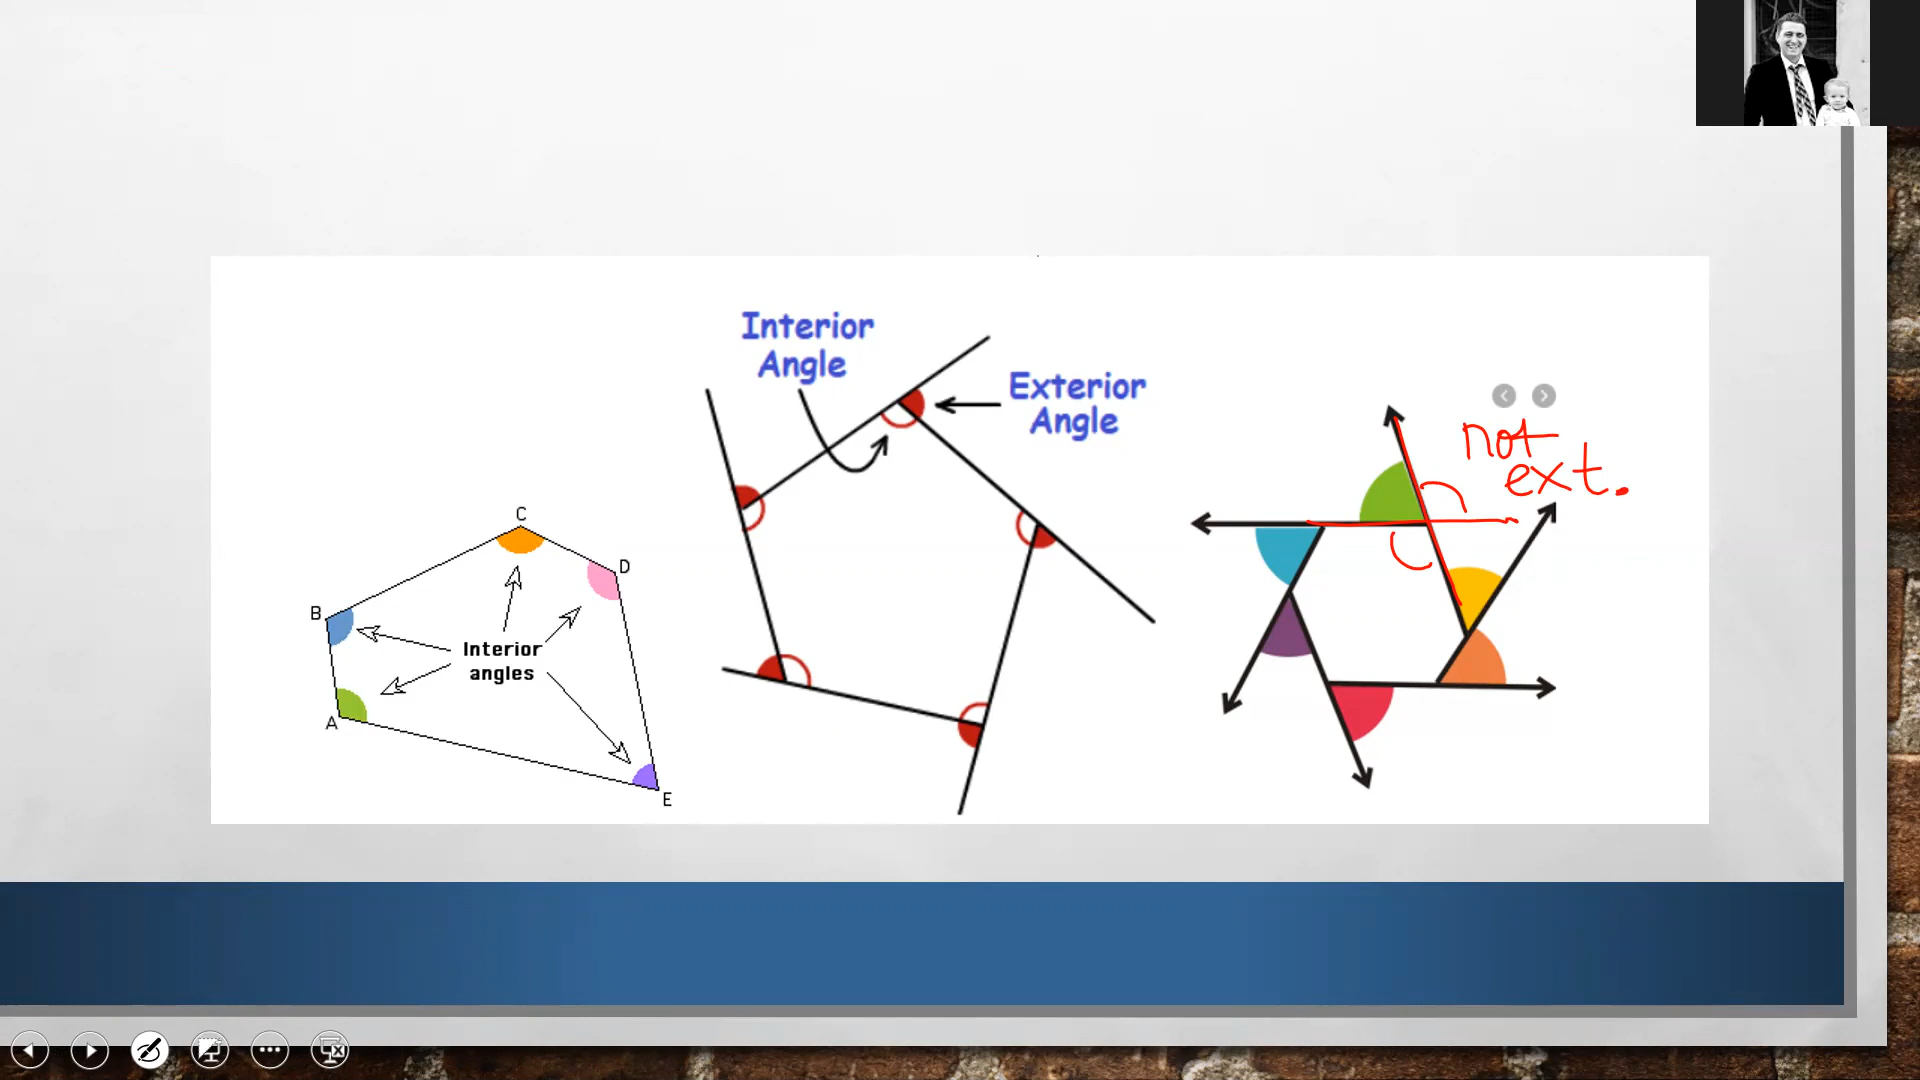 Interior
Angle
Exterior
Angle
not
ext.
C
D
B
Interior
angles
A
E